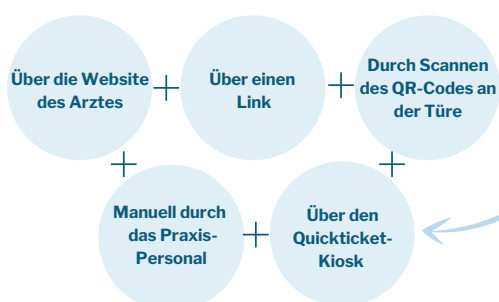 Über die Website
des Arztes
Über einen
Link
Durch Scannen
des QR-Codes an
der Türe
Manuell durch
das Praxis-
Personal
Über den
Quickticket-
Kiosk